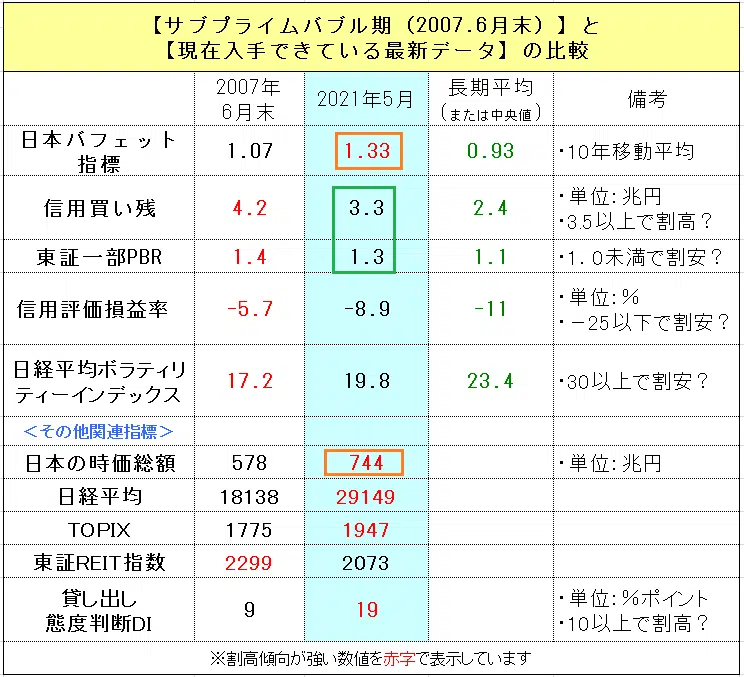 【サブプライムバブル期（2007.6月末）】と
【現在入手できている最新データ】の比較
2007年
6月末
2021年5月
長期平均
（または中央値）
備考
日本バフェット
指標
1.07
1.33
0.93
・10年移動平均
信用買い残
4.2
3.3
2.4
・単位：兆円
・3.5以上で割高？
東証一部PBR
1.4
1.3
1.1
・1.0未満で割安？
信用評価損益率
-5.7
-8.9
-11
・単位：％
・－25以下で割安？
日経平均ボラティリ
ティーインデックス
17.2
19.8
23.4
・30以上で割安？
＜その他関連指標＞
日本の時価総額
578
744
・単位：兆円
日経平均
18138
29149
TOPIX
1775
1947
東証REIT指数
2299
2073
貸し出し
態度判断DI
9
19
・単位：％ポイント
・10以上で割高？
※割高傾向が強い数値を赤字で表示しています